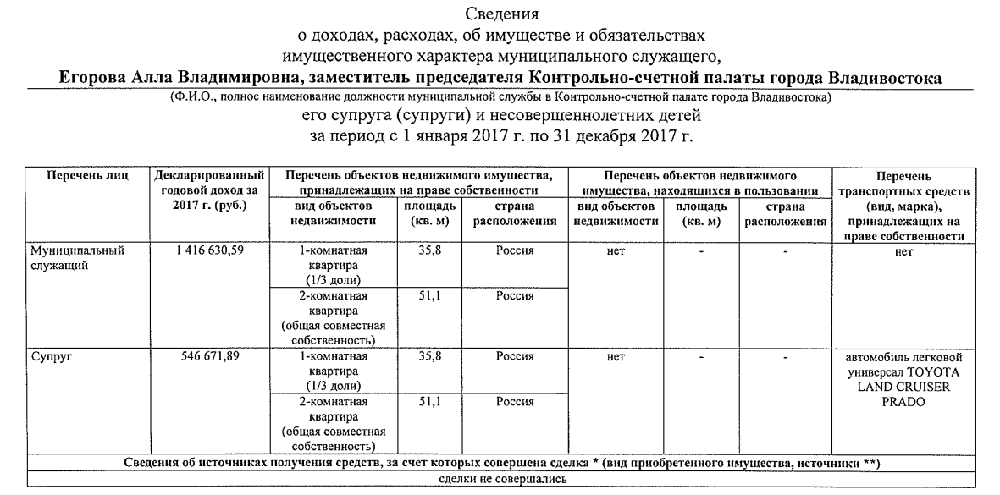 Сведения
о доходах, расходах, об имуществе и обязательствах
имущественного характера муниципального служащего,
Егорова Алла Владимировна, заместитель председателя Контрольно-счетной палаты города Владивостока
(Ф.И.О., полное наименование должности муниципальной службы в Контрольно-счетной палате города Владивостока)
его супруга (супруги) и несовершеннолетних детей
за период с 1 января 2017 г. по 31 декабря 2017 г.
Перечень лиц
Декларированный
годовой доход за
2017 г. (руб.)
Перечень объектов недвижимого имущества,
принадлежащих на праве собственности
Перечень объектов недвижимого
имущества, находящихся в пользовании
Перечень
транспортных средств
(вид, марка),
принадлежащих на
праве собственности
вид объектов
недвижимости
площадь
(кв. м)
страна
расположения
вид объектов
недвижимости
площадь
(кв. м)
страна
расположения
Муниципальный
служащий
1 416 630,59
1-комнатная
квартира
(1/3 доли)
35,8
Россия
нет
-
-
нет
2-комнатная
квартира
(общая совместная
собственность)
51,1
Россия
Супруг
546 671,89
1-комнатная
квартира
(1/3 доли)
35,8
Россия
нет
-
-
автомобиль легковой
универсал TOYOTA
LAND CRUISER
PRADO
2-комнатная
квартира
(общая совместная
собственность)
51,1
Россия
Сведения об источниках получения средств, за счет которых совершена сделка * (вид приобретенного имущества, источники **)
сделки не совершались